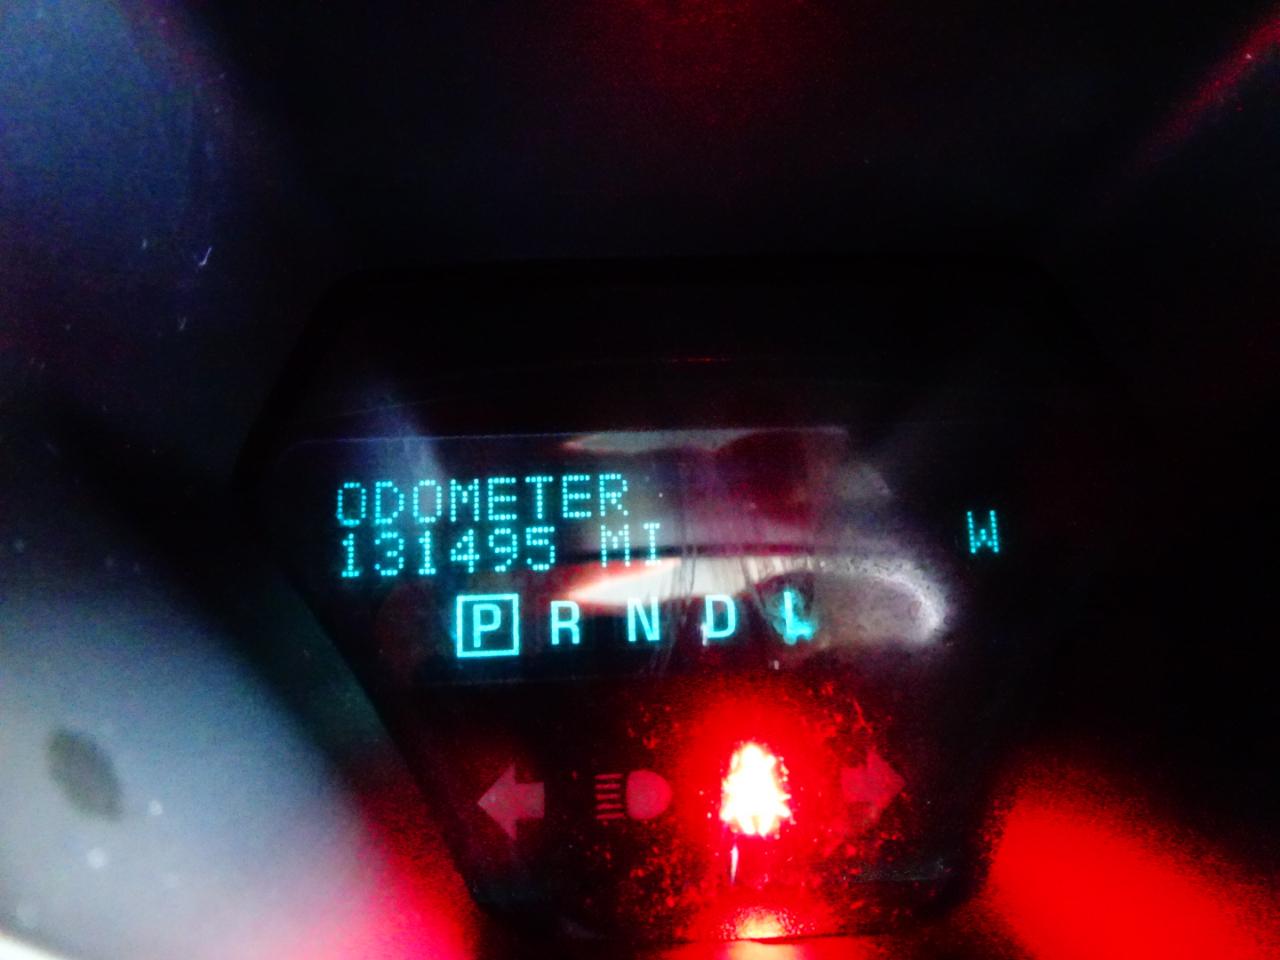 ODOMETER
131495 MI
W
P R N D L